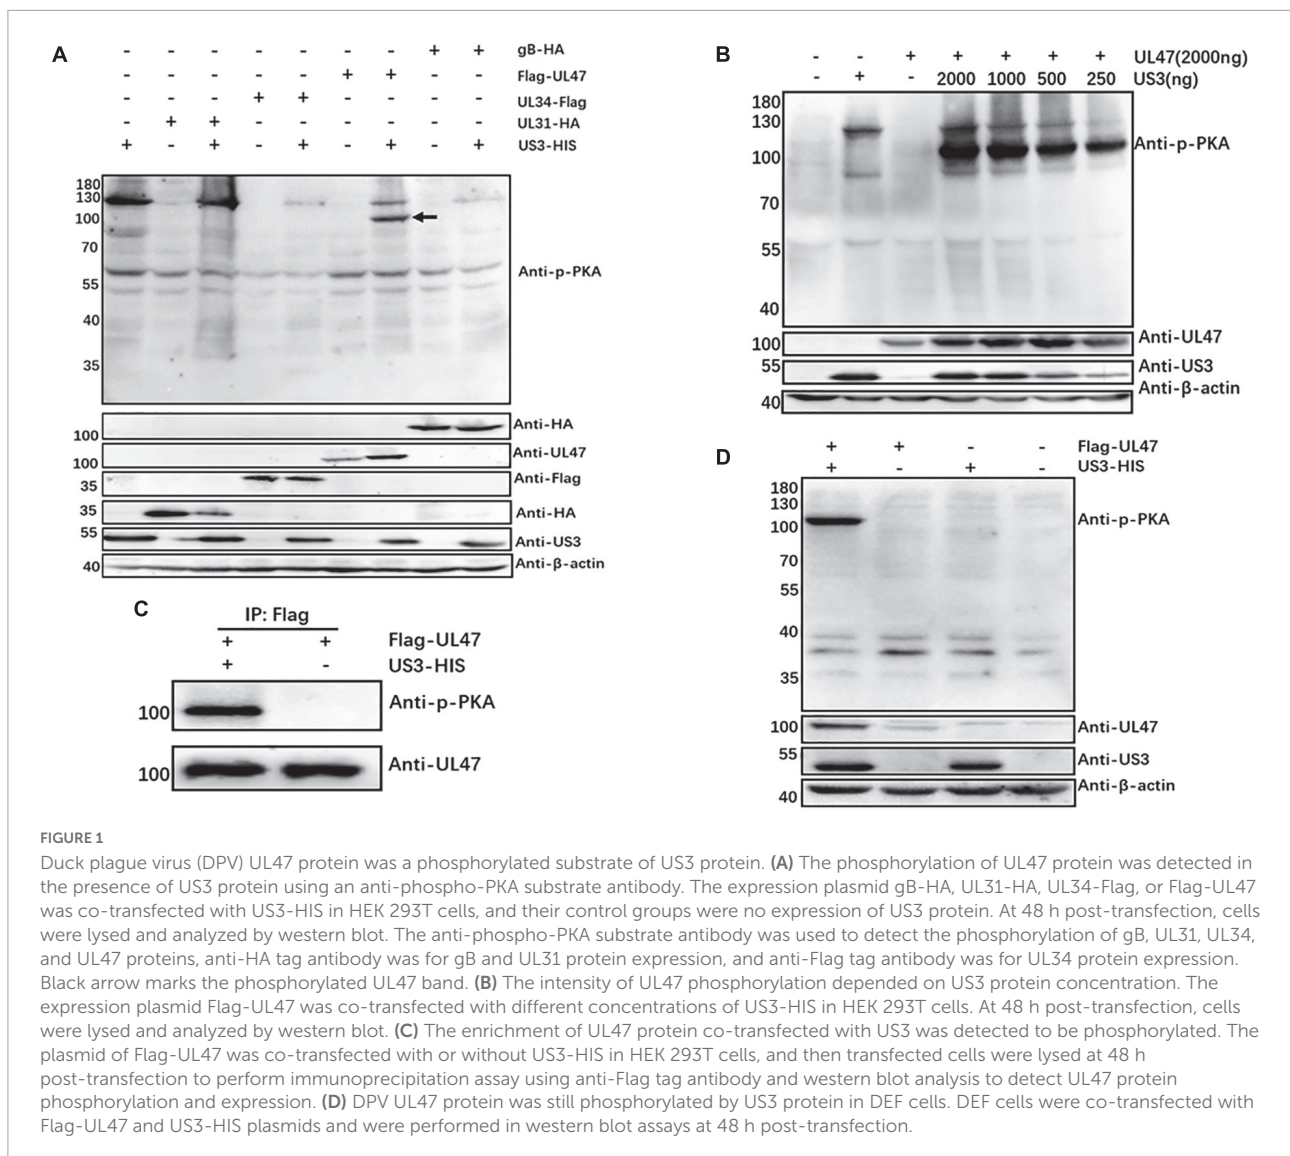 A
- - - - - - - + + gB-HA
- - - - - + + - - Flag-UL47
- - - + + - - - - UL34-Flag
- + + - - - - - - UL31-HA
+ - + - + - + - + US3-HIS
180
130
100
70
55
40
35
Anti-p-PKA
100 Anti-HA
100 Anti-UL47
35 Anti-Flag
35 Anti-HA
55 Anti-US3
40 Anti-β-actin
B
- - + + + + + UL47(2000ng)
- + - 2000 1000 500 250 US3(ng)
180
130
100
70
55
40
Anti-p-PKA
100 Anti-UL47
55 Anti-US3
40 Anti-β-actin
C
IP: Flag
+ + Flag-UL47
+ - US3-HIS
100 Anti-p-PKA
100 Anti-UL47
D
+ + - - Flag-UL47
+ - + - US3-HIS
180
130
100
70
55
40
35
Anti-p-PKA
100 Anti-UL47
55 Anti-US3
40 Anti-β-actin
FIGURE 1
Duck plague virus (DPV) UL47 protein was a phosphorylated substrate of US3 protein. (A) The phosphorylation of UL47 protein was detected in
the presence of US3 protein using an anti-phospho-PKA substrate antibody. The expression plasmid gB-HA, UL31-HA, UL34-Flag, or Flag-UL47
was co-transfected with US3-HIS in HEK 293T cells, and their control groups were no expression of US3 protein. At 48 h post-transfection, cells
were lysed and analyzed by western blot. The anti-phospho-PKA substrate antibody was used to detect the phosphorylation of gB, UL31, UL34,
and UL47 proteins, anti-HA tag antibody was for gB and UL31 protein expression, and anti-Flag tag antibody was for UL34 protein expression.
Black arrow marks the phosphorylated UL47 band. (B) The intensity of UL47 phosphorylation depended on US3 protein concentration. The
expression plasmid Flag-UL47 was co-transfected with different concentrations of US3-HIS in HEK 293T cells. At 48 h post-transfection, cells
were lysed and analyzed by western blot. (C) The enrichment of UL47 protein co-transfected with US3 was detected to be phosphorylated. The
plasmid of Flag-UL47 was co-transfected with or without US3-HIS in HEK 293T cells, and then transfected cells were lysed at 48 h
post-transfection to perform immunoprecipitation assay using anti-Flag tag antibody and western blot analysis to detect UL47 protein
phosphorylation and expression. (D) DPV UL47 protein was still phosphorylated by US3 protein in DEF cells. DEF cells were co-transfected with
Flag-UL47 and US3-HIS plasmids and were performed in western blot assays at 48 h post-transfection.